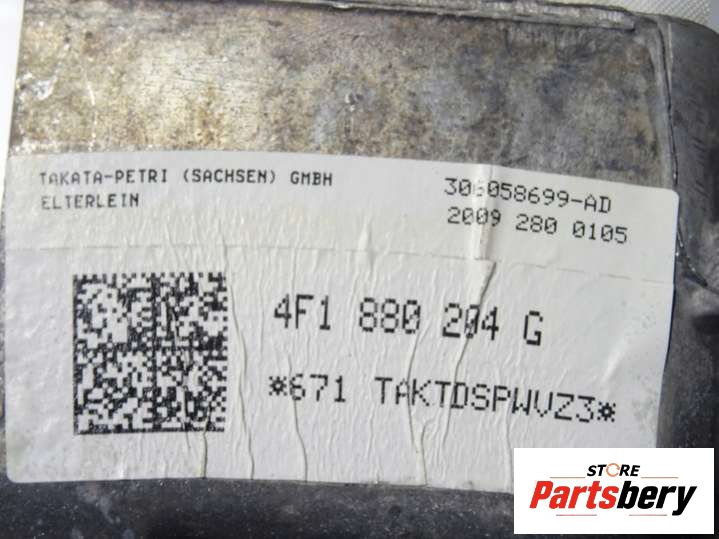 TAKATA-PETRI (SACHSEN) GMBH
ELTERLEIN
306058699-AD
2009 280 0105
4F1 880 204 G
*671 TAKTDSPWVZ3*
STORE
Partsbery